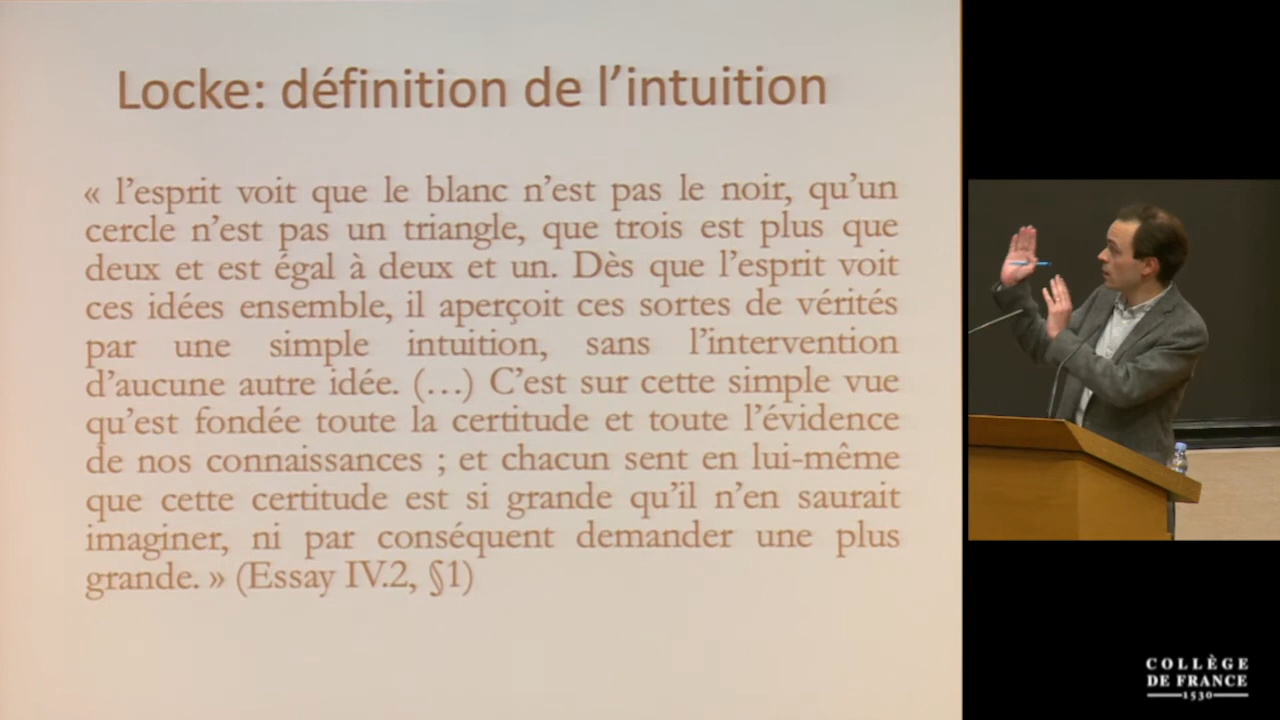 Locke: définition de l'intuition
« l'esprit voit que le blanc n'est pas le noir, qu'un
cercle n'est pas un triangle, que trois est plus que
deux et est égal à deux et un. Dès que l'esprit voit
ces idées ensemble, il aperçoit ces sortes de vérités
par une simple intuition, sans l'intervention
d'aucune autre idée. (…) C'est sur cette simple vue
qu'est fondée toute la certitude et toute l'évidence
de nos connaissances ; et chacun sent en lui-même
que cette certitude est si grande qu'il n'en saurait
imaginer, ni par conséquent demander une plus
grande. » (Essay IV.2, §1)
COLLÈGE
DE FRANCE
1530